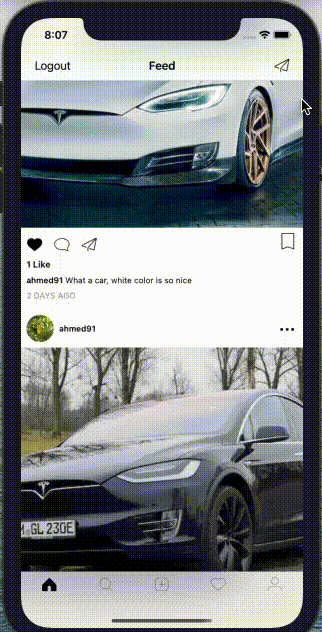 8:07
Logout Feed
1 Like
ahmed91 What a car, white color is so nice
2 DAYS AGO
ahmed91
GL 230E